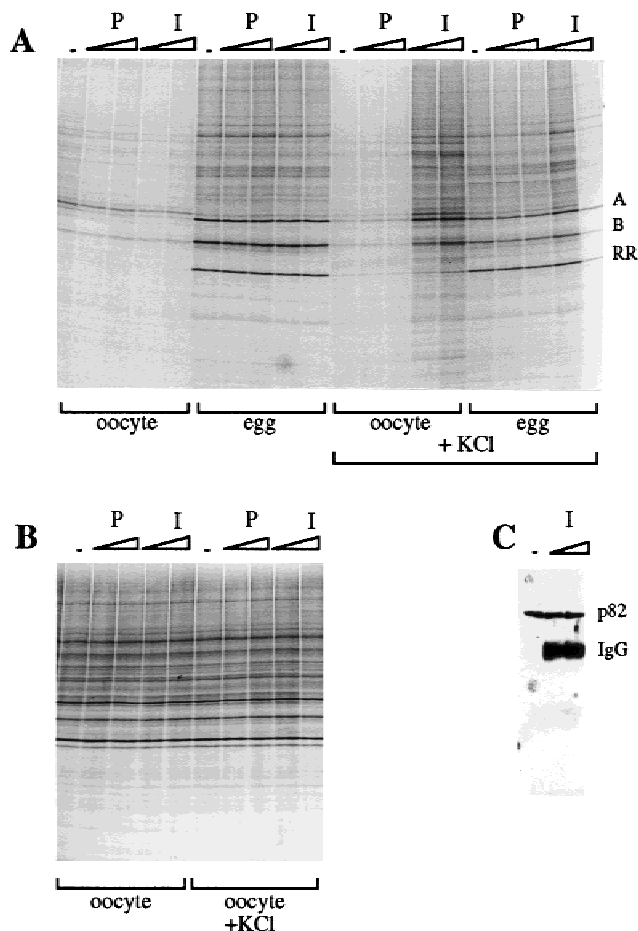 A - P I - P I - P I - P I
A
B
RR
oocyte egg oocyte egg
+ KCl
B - P I - P I
C - I
p82
IgG
oocyte oocyte
+KCl